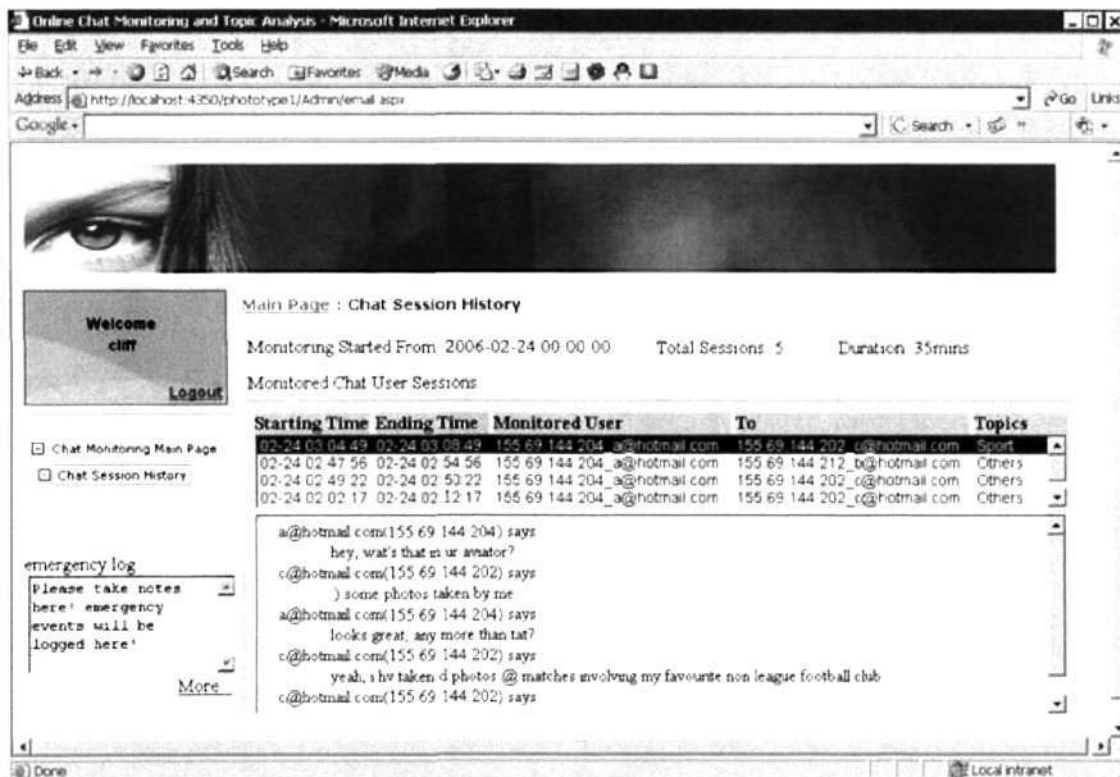 Online Chat Monitoring and Topic Analysis - Microsoft Internet Explorer
File Edit View Favorites Tools Help
Back Search Favorites Media
Address http://localhost:4350/phototype1/Admin/email.aspx Go Links
Google Search
Welcome
cliff
Logout
Main Page : Chat Session History
Monitoring Started From 2006-02-24 00 00 00 Total Sessions 5 Duration 35mins
Monitored Chat User Sessions
Starting Time Ending Time Monitored User To Topics
02-24 03 04 49 02-24 03 08 49 155 69 144 204_a@hotmail com 155 69 144 202_c@hotmail com Sport
02-24 02 47 56 02-24 02 54 56 155 69 144 204_a@hotmail com 155 69 144 212_b@hotmail com Others
02-24 02 49 22 02-24 02 53 22 155 69 144 204_a@hotmail com 155 69 144 202_c@hotmail com Others
02-24 02 02 17 02-24 02 12 17 155 69 144 204_a@hotmail com 155 69 144 202_c@hotmail com Others
Chat Monitoring Main Page
Chat Session History
a@hotmail com(155 69 144 204) says
hey, wat's that in ur aviator?
c@hotmail com(155 69 144 202) says
) some photos taken by me
a@hotmail com(155 69 144 204) says
looks great, any more than tat?
c@hotmail com(155 69 144 202) says
yeah, i hv taken d photos @ matches involving my favourite non league football club
c@hotmail com(155 69 144 202) says
emergency log
Please take notes
here! emergency
events will be
logged here!
More
Done Local intranet